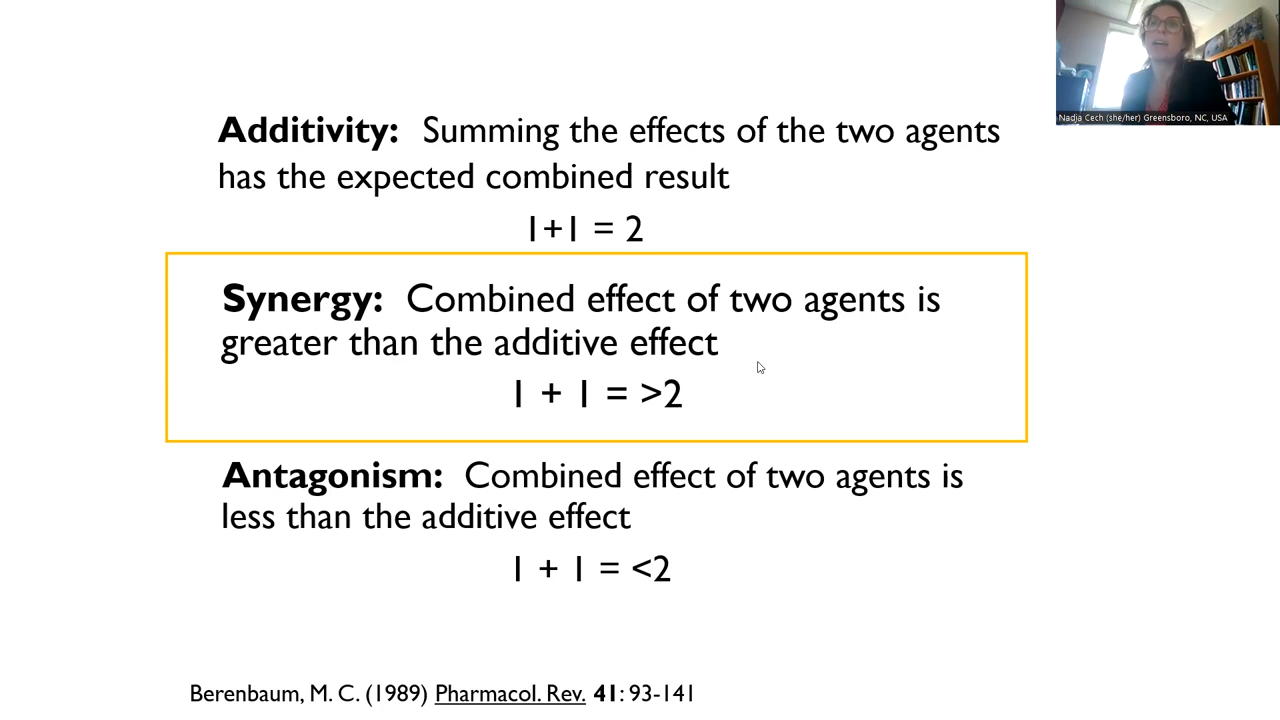 Additivity: Summing the effects of the two agents
has the expected combined result
1+1 = 2
Synergy: Combined effect of two agents is
greater than the additive effect
1 + 1 = >2
Antagonism: Combined effect of two agents is
less than the additive effect
1 + 1 = <2
Berenbaum, M. C. (1989) Pharmacol. Rev. 41: 93-141
Nadja Cech (she/her) Greensboro, NC, USA